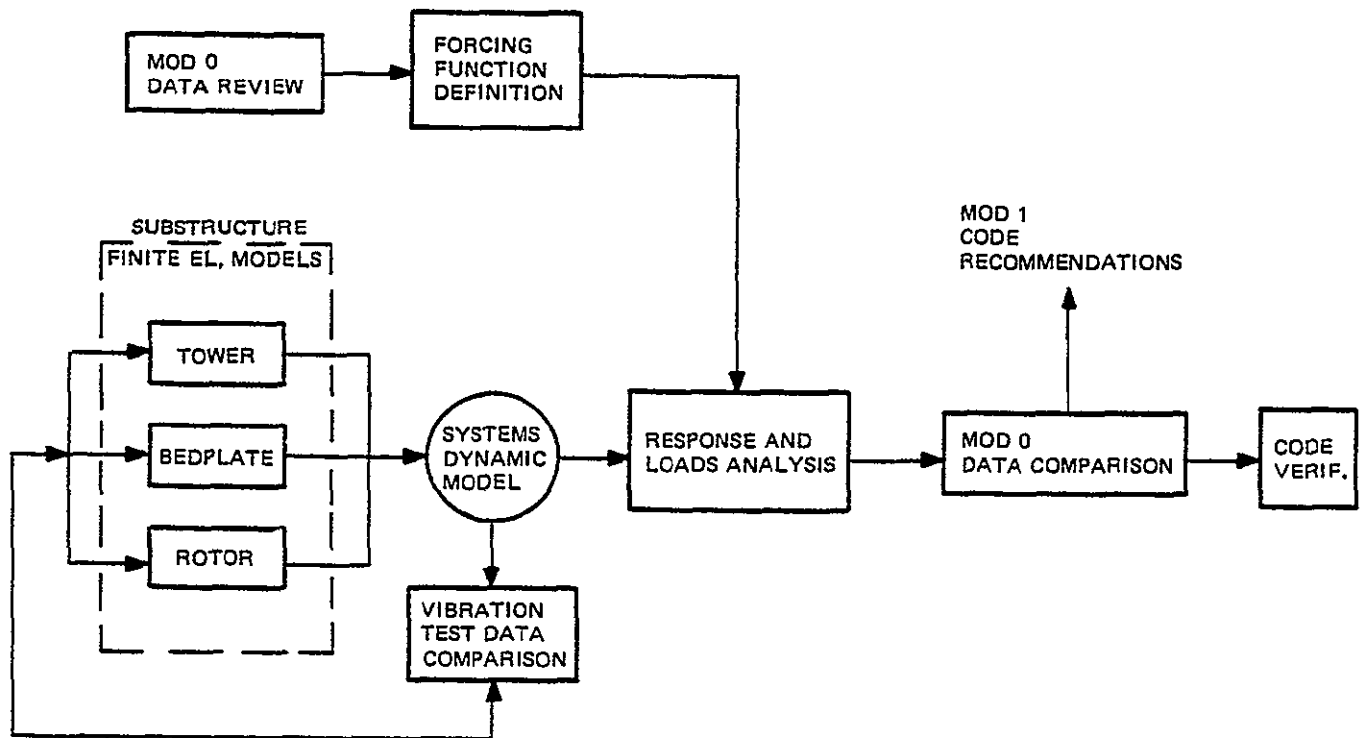 MOD 0
DATA REVIEW
FORCING
FUNCTION
DEFINITION
SUBSTRUCTURE
FINITE EL, MODELS
TOWER
BEDPLATE
ROTOR
SYSTEMS
DYNAMIC
MODEL
VIBRATION
TEST DATA
COMPARISON
RESPONSE AND
LOADS ANALYSIS
MOD 1
CODE
RECOMMENDATIONS
MOD 0
DATA COMPARISON
CODE
VERIF.